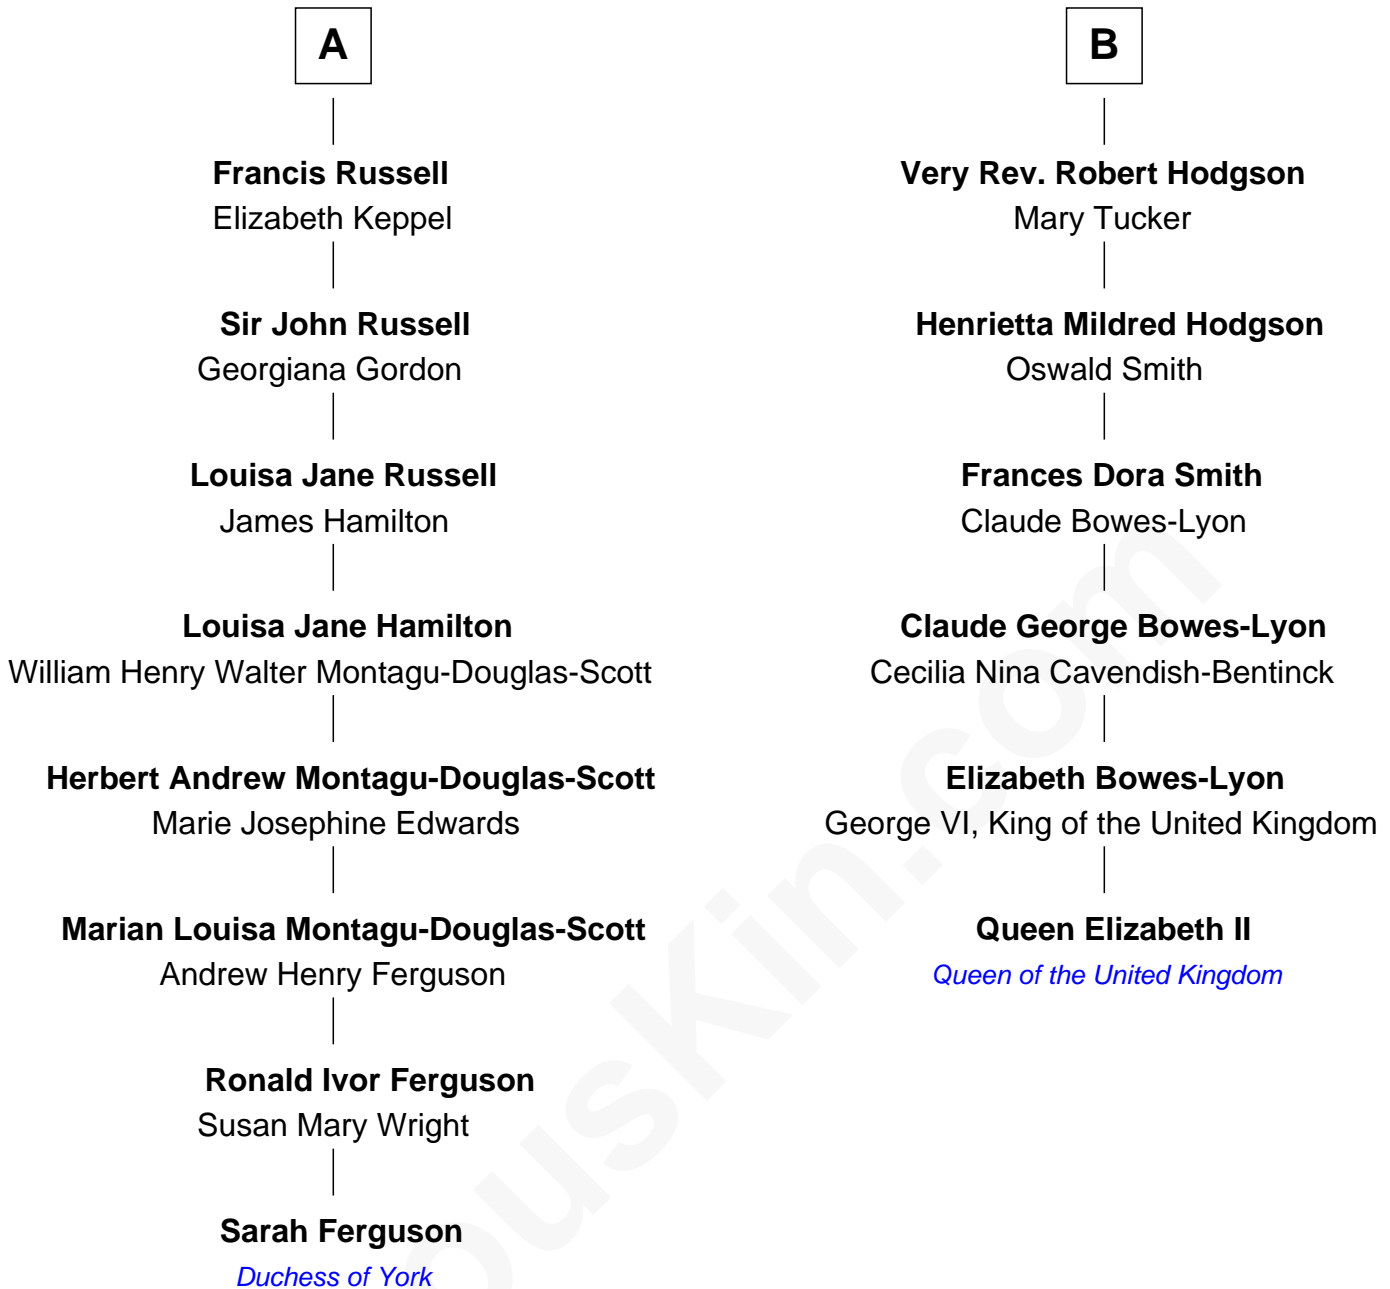 A
Francis Russell
Elizabeth Keppel
Sir John Russell
Georgiana Gordon
Louisa Jane Russell
James Hamilton
Louisa Jane Hamilton
William Henry Walter Montagu-Douglas-Scott
Herbert Andrew Montagu-Douglas-Scott
Marie Josephine Edwards
Marian Louisa Montagu-Douglas-Scott
Andrew Henry Ferguson
Ronald Ivor Ferguson
Susan Mary Wright
Sarah Ferguson
Duchess of York
B
Very Rev. Robert Hodgson
Mary Tucker
Henrietta Mildred Hodgson
Oswald Smith
Frances Dora Smith
Claude Bowes-Lyon
Claude George Bowes-Lyon
Cecilia Nina Cavendish-Bentinck
Elizabeth Bowes-Lyon
George VI, King of the United Kingdom
Queen Elizabeth II
Queen of the United Kingdom
ousKin.com